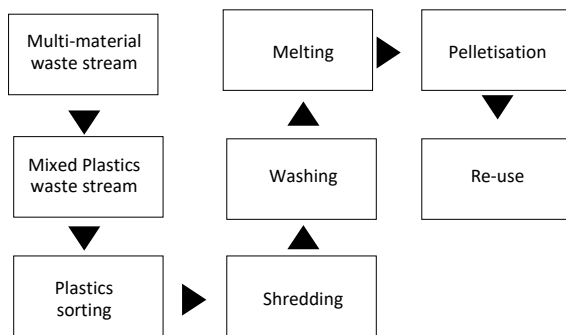 Multi-material
waste stream
Mixed Plastics
waste stream
Plastics
sorting
Shredding
Washing
Melting
Pelletisation
Re-use